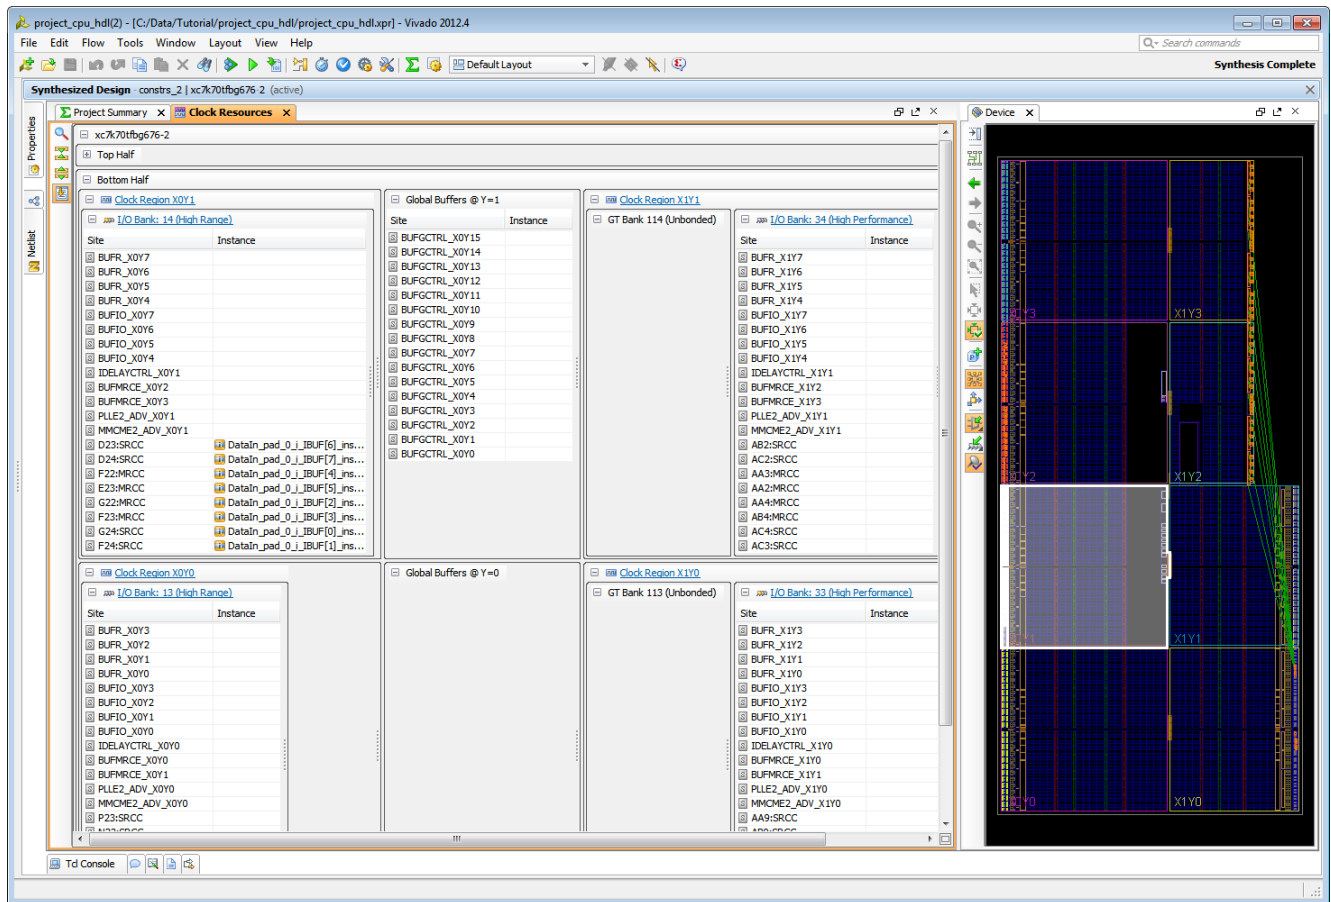 project_cpu_hdl(2) - [C:/Data/Tutorial/project_cpu_hdl/project_cpu_hdl.xpr] - Vivado 2012.4
File Edit Flow Tools Window Layout View Help
Search commands
Default Layout
Synthesis Complete
Synthesized Design - constrs_2 | xc7k70tfbg676-2 (active)
Properties
Netlist
Project Summary
Clock Resources
xc7k70tfbg676-2
Top Half
Bottom Half
Clock Region X0Y1
I/O Bank: 14 (High Range)
Site Instance
BUFR_X0Y7
BUFR_X0Y6
BUFR_X0Y5
BUFR_X0Y4
BUFIO_X0Y7
BUFIO_X0Y6
BUFIO_X0Y5
BUFIO_X0Y4
IDELAYCTRL_X0Y1
BUFMRCE_X0Y2
BUFMRCE_X0Y3
PLLE2_ADV_X0Y1
MMCME2_ADV_X0Y1
D23:SRCC DataIn_pad_0_i_IBUF[6]_ins...
D24:SRCC DataIn_pad_0_i_IBUF[7]_ins...
F22:MRCC DataIn_pad_0_i_IBUF[4]_ins...
E23:MRCC DataIn_pad_0_i_IBUF[5]_ins...
G22:MRCC DataIn_pad_0_i_IBUF[2]_ins...
F23:MRCC DataIn_pad_0_i_IBUF[3]_ins...
G24:SRCC DataIn_pad_0_i_IBUF[0]_ins...
F24:SRCC DataIn_pad_0_i_IBUF[1]_ins...
Global Buffers @ Y=1
Site Instance
BUFGCTRL_X0Y15
BUFGCTRL_X0Y14
BUFGCTRL_X0Y13
BUFGCTRL_X0Y12
BUFGCTRL_X0Y11
BUFGCTRL_X0Y10
BUFGCTRL_X0Y9
BUFGCTRL_X0Y8
BUFGCTRL_X0Y7
BUFGCTRL_X0Y6
BUFGCTRL_X0Y5
BUFGCTRL_X0Y4
BUFGCTRL_X0Y3
BUFGCTRL_X0Y2
BUFGCTRL_X0Y1
BUFGCTRL_X0Y0
Clock Region X1Y1
GT Bank 114 (Unbonded)
I/O Bank: 34 (High Performance)
Site Instance
BUFR_X1Y7
BUFR_X1Y6
BUFR_X1Y5
BUFR_X1Y4
BUFIO_X1Y7
BUFIO_X1Y6
BUFIO_X1Y5
BUFIO_X1Y4
IDELAYCTRL_X1Y1
BUFMRCE_X1Y2
BUFMRCE_X1Y3
PLLE2_ADV_X1Y1
MMCME2_ADV_X1Y1
AB2:SRCC
AC2:SRCC
AA3:MRCC
AA2:MRCC
AA4:MRCC
AB4:MRCC
AC4:SRCC
AC3:SRCC
Clock Region X0Y0
I/O Bank: 13 (High Range)
Site Instance
BUFR_X0Y3
BUFR_X0Y2
BUFR_X0Y1
BUFR_X0Y0
BUFIO_X0Y3
BUFIO_X0Y2
BUFIO_X0Y1
BUFIO_X0Y0
IDELAYCTRL_X0Y0
BUFMRCE_X0Y0
BUFMRCE_X0Y1
PLLE2_ADV_X0Y0
MMCME2_ADV_X0Y0
P23:SRCC
Global Buffers @ Y=0
Clock Region X1Y0
GT Bank 113 (Unbonded)
I/O Bank: 33 (High Performance)
Site Instance
BUFR_X1Y3
BUFR_X1Y2
BUFR_X1Y1
BUFR_X1Y0
BUFIO_X1Y3
BUFIO_X1Y2
BUFIO_X1Y1
BUFIO_X1Y0
IDELAYCTRL_X1Y0
BUFMRCE_X1Y0
BUFMRCE_X1Y1
PLLE2_ADV_X1Y0
MMCME2_ADV_X1Y0
AA9:SRCC
Device
X1Y3
X1Y2
X1Y1
X1Y0
Tcl Console